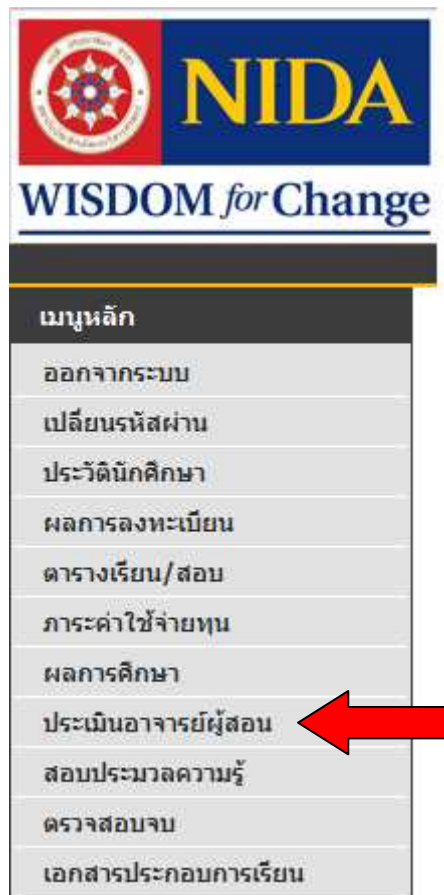 NIDA
WISDOM for Change
เมนูหลัก
ออกจากระบบ
เปลี่ยนรหัสผ่าน
ประวัตินักศึกษา
ผลการลงทะเบียน
ตารางเรียน/สอบ
ภาระค่าใช้จ่ายทุน
ผลการศึกษา
ประเมินอาจารย์ผู้สอน
สอบประมวลความรู้
ตรวจสอบจบ
เอกสารประกอบการเรียน